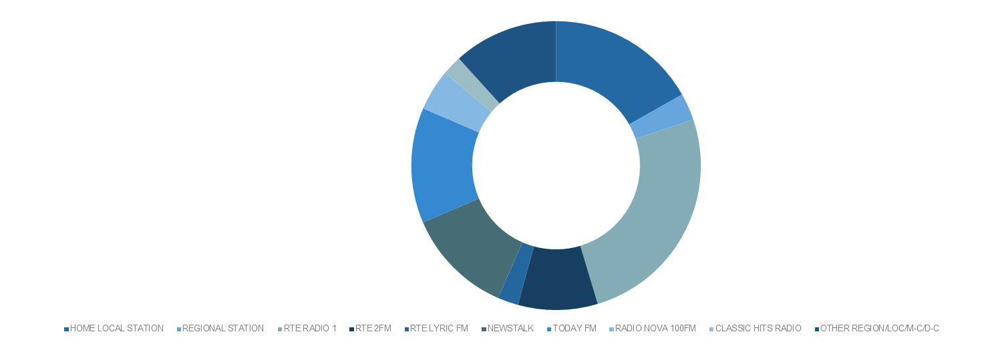 HOME LOCAL STATION REGIONAL STATION RTE RADIO 1 RTE 2FM RTE LYRIC FM NEWSTALK TODAY FM RADIO NOVA 100FM CLASSIC HITS RADIO OTHER REGION/LOC/M-C/D-C